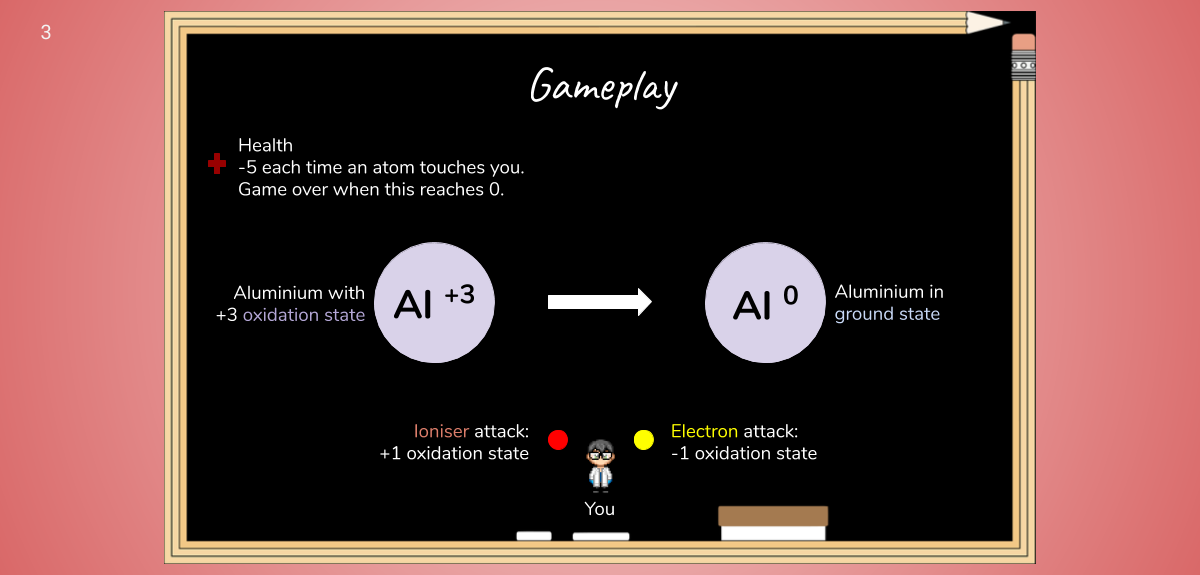 3
Gameplay
Health
-5 each time an atom touches you.
Game over when this reaches 0.
Aluminium with
+3 oxidation state
Al +3
Al 0
Aluminium in
ground state
Ioniser attack:
+1 oxidation state
Electron attack:
-1 oxidation state
You